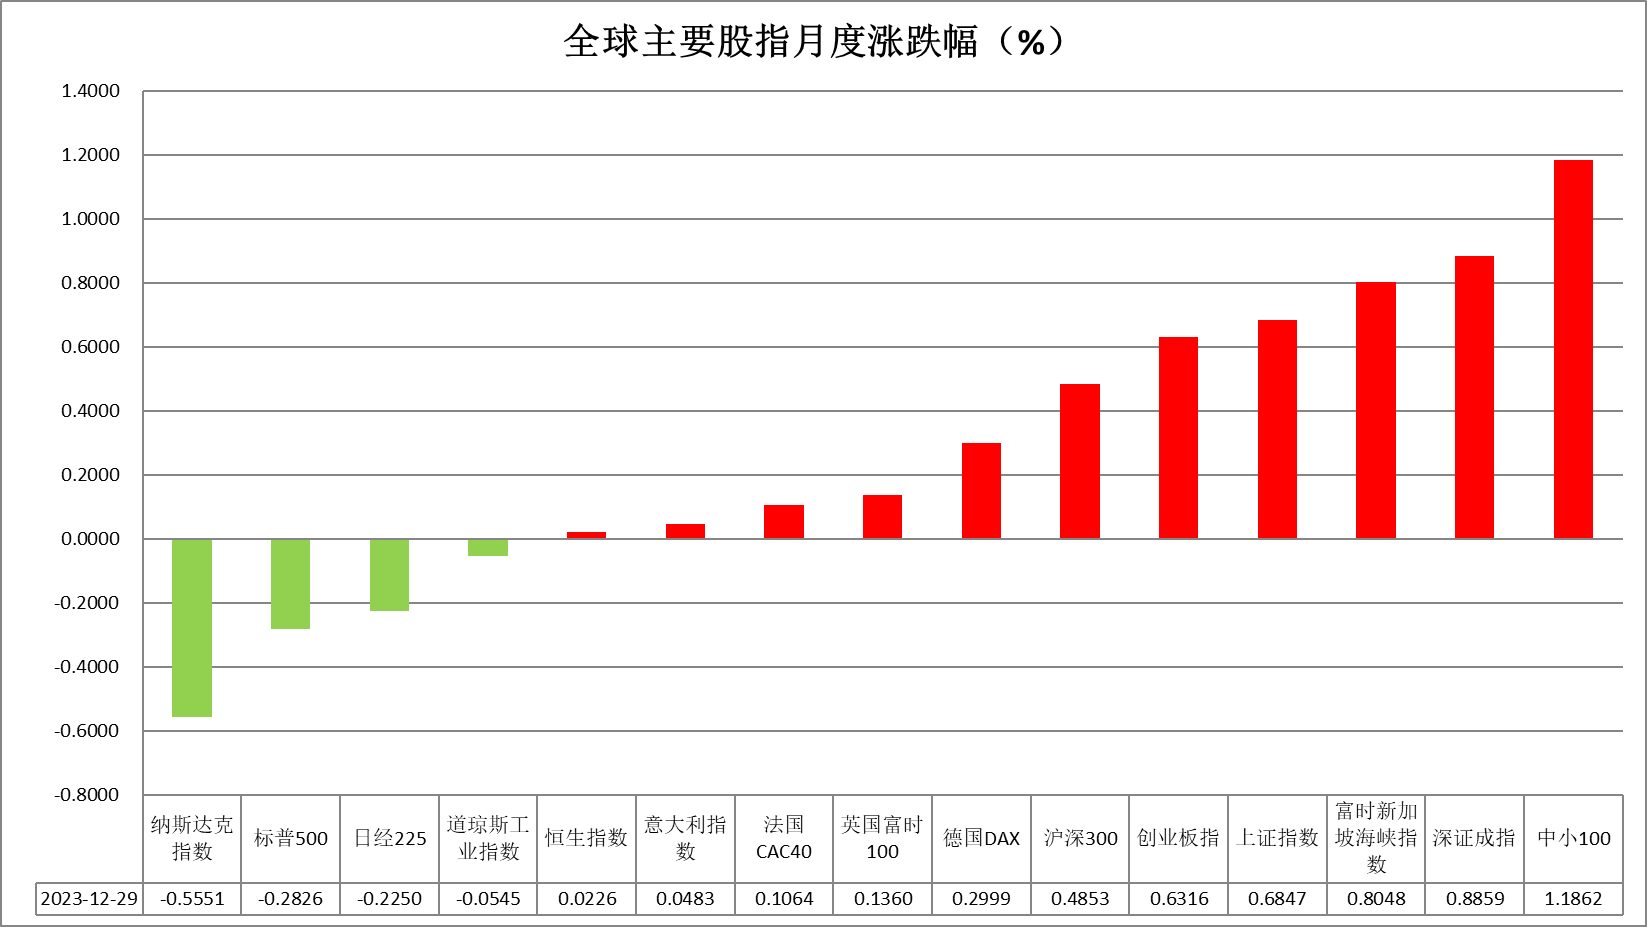 全球主要股指月度涨跌幅（%）
1.4000
1.2000
1.0000
0.8000
0.6000
0.4000
0.2000
0.0000
-0.2000
-0.4000
-0.6000
-0.8000
纳斯达克
指数
标普500
日经225
道琼斯工
业指数
恒生指数
意大利指
数
法国
CAC40
英国富时
100
德国DAX
沪深300
创业板指
上证指数
富时新加
坡海峡指
数
深证成指
中小100
2023-12-29 -0.5551 -0.2826 -0.2250 -0.0545 0.0226 0.0483 0.1064 0.1360 0.2999 0.4853 0.6316 0.6847 0.8048 0.8859 1.1862